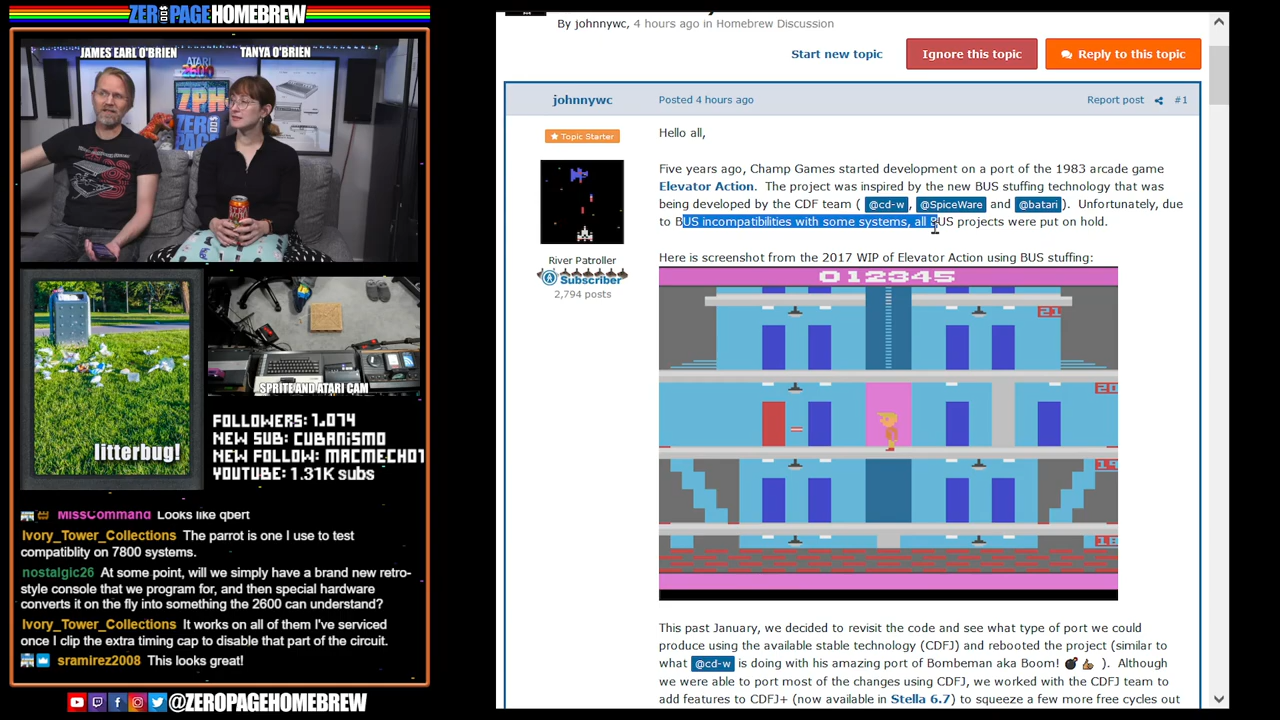 ZEROPAGEHOMEBREW
JAMES EARL O'BRIEN
TANYA O'BRIEN
ATARI
2600
ZPH
ZERO
PAGE
litterbug!
SPRITE AND ATARI CAM
FOLLOWERS: 1,074
NEW SUB: CUBANISMO
NEW FOLLOW: MACMECHOT
YOUTUBE: 1.31K subs
MissCommand Looks like qbert
Ivory_Tower_Collections The parrot is one I use to test
compatiblity on 7800 systems.
nostalgic26 At some point, will we simply have a brand new retro-
style console that we program for, and then special hardware
converts it on the fly into something the 2600 can understand?
Ivory_Tower_Collections It works on all of them I've serviced
once I clip the extra timing cap to disable that part of the circuit.
sramirez2008 This looks great!
@ZEROPAGEHOMEBREW
By johnnywc, 4 hours ago in Homebrew Discussion
Start new topic
Ignore this topic
Reply to this topic
johnnywc
Posted 4 hours ago
Report post
#1
Topic Starter
River Patroller
Subscriber
2,794 posts
Hello all,
Five years ago, Champ Games started development on a port of the 1983 arcade game
Elevator Action. The project was inspired by the new BUS stuffing technology that was
being developed by the CDF team ( @cd-w , @SpiceWare and @batari ). Unfortunately, due
to BUS incompatibilities with some systems, all BUS projects were put on hold.
Here is screenshot from the 2017 WIP of Elevator Action using BUS stuffing:
012345
21
20
19
18
This past January, we decided to revisit the code and see what type of port we could
produce using the available stable technology (CDFJ) and rebooted the project (similar to
what @cd-w is doing with his amazing port of Bombeman aka Boom! 💣 👍 ). Although
we were able to port most of the changes using CDFJ, we worked with the CDFJ team to
add features to CDFJ+ (now available in Stella 6.7) to squeeze a few more free cycles out